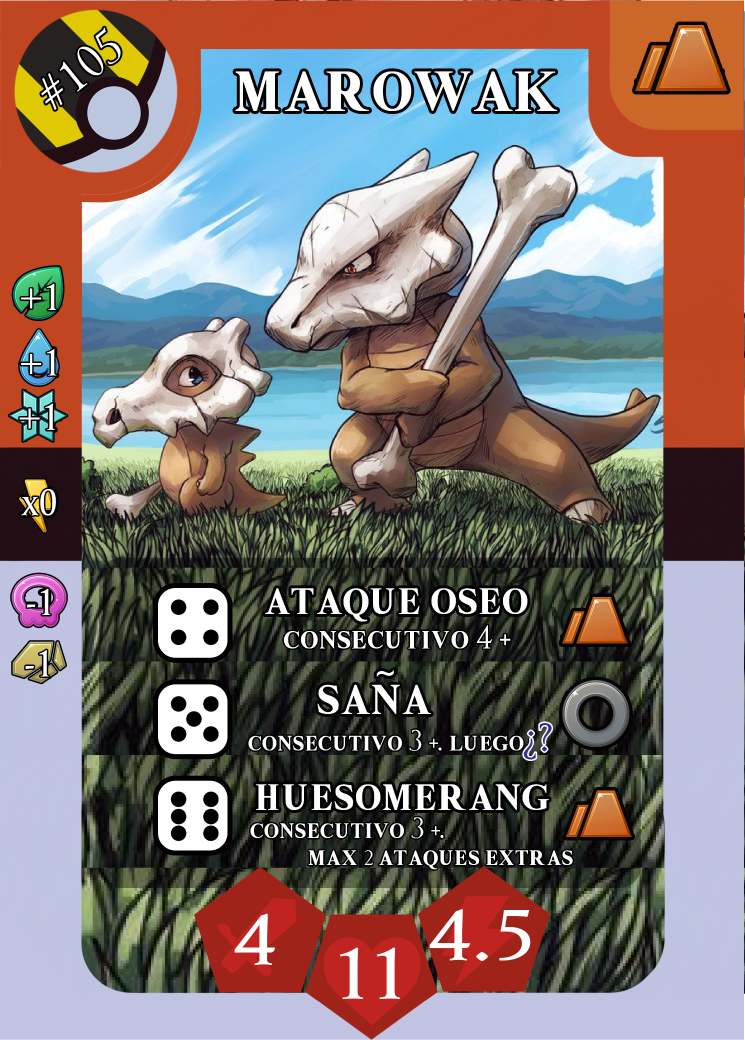 #105
MAROWAK
+1
+1
+1
x0
-1
-1
ATAQUE OSEO
CONSECUTIVO 4 +
SAÑA
CONSECUTIVO 3 +. LUEGO¿?
HUESOMERANG
CONSECUTIVO 3 +.
MAX 2 ATAQUES EXTRAS
4
11
4.5